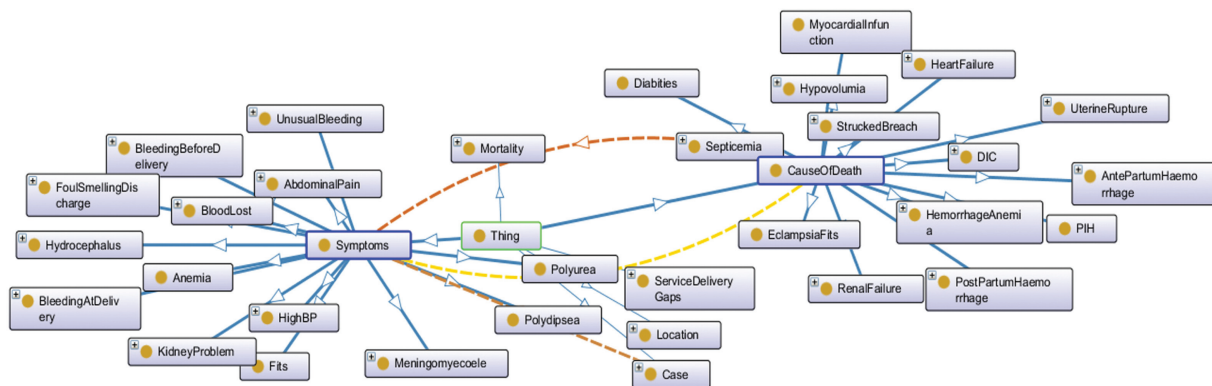 MyocardialInfun
ction
HeartFailure
Diabities
Hypovolumia
UterineRupture
UnusualBleeding
StruckedBreach
BleedingBeforeD
elivery
Mortality
Septicemia
DIC
CauseOfDeath
AntePartumHaemo
rrhage
FoulSmellingDis
charge
AbdominalPain
BloodLost
HemorrhageAnemi
a
PIH
Hydrocephalus
Symptoms
Thing
EclampsiaFits
Anemia
Polyurea
ServiceDelivery
Gaps
RenalFailure
PostPartumHaemo
rrhage
BleedingAtDeliv
ery
HighBP
Polydipsea
Location
KidneyProblem
Fits
Meningomyecoele
Case